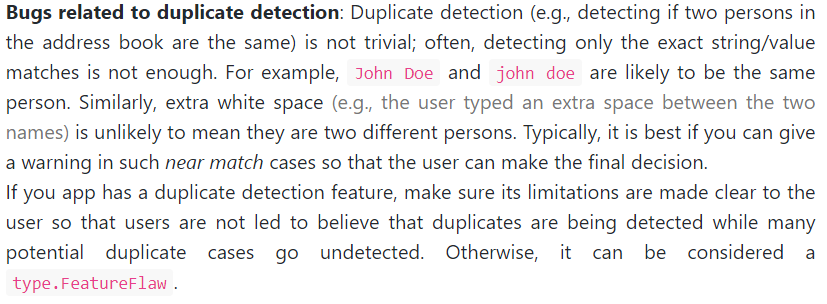 Bugs related to duplicate detection: Duplicate detection (e.g., detecting if two persons in
the address book are the same) is not trivial; often, detecting only the exact string/value
matches is not enough. For example, John Doe and john doe are likely to be the same
person. Similarly, extra white space (e.g., the user typed an extra space between the two
names) is unlikely to mean they are two different persons. Typically, it is best if you can give
a warning in such near match cases so that the user can make the final decision.
If you app has a duplicate detection feature, make sure its limitations are made clear to the
user so that users are not led to believe that duplicates are being detected while many
potential duplicate cases go undetected. Otherwise, it can be considered a
type.FeatureFlaw.